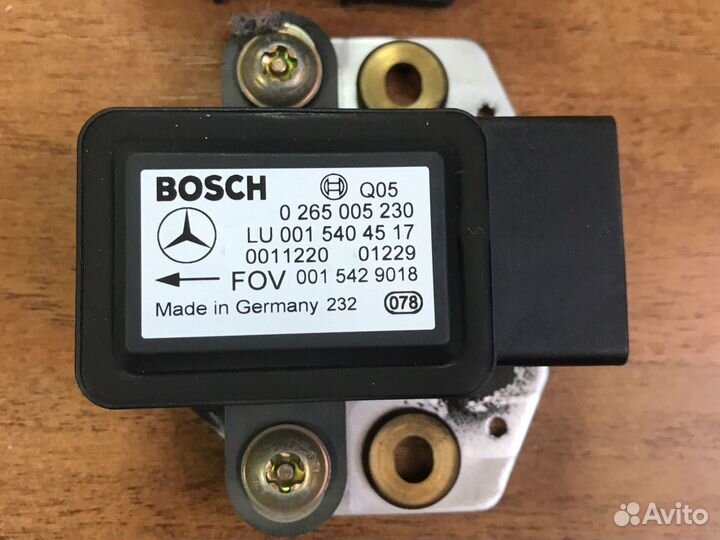 BOSCH Q05
0 265 005 230
LU 001 540 45 17
0011220 01229
FOV 001 542 9018
Made in Germany 232 078
Avito